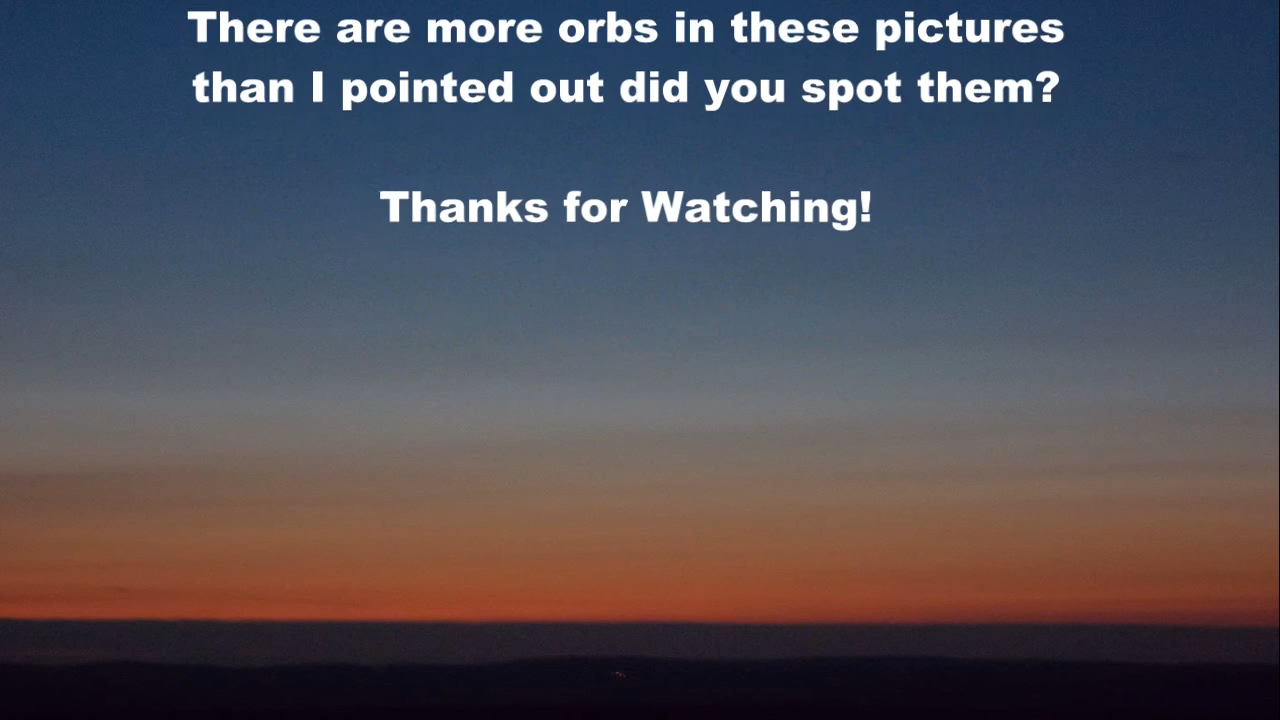 There are more orbs in these pictures
than I pointed out did you spot them?
Thanks for Watching!